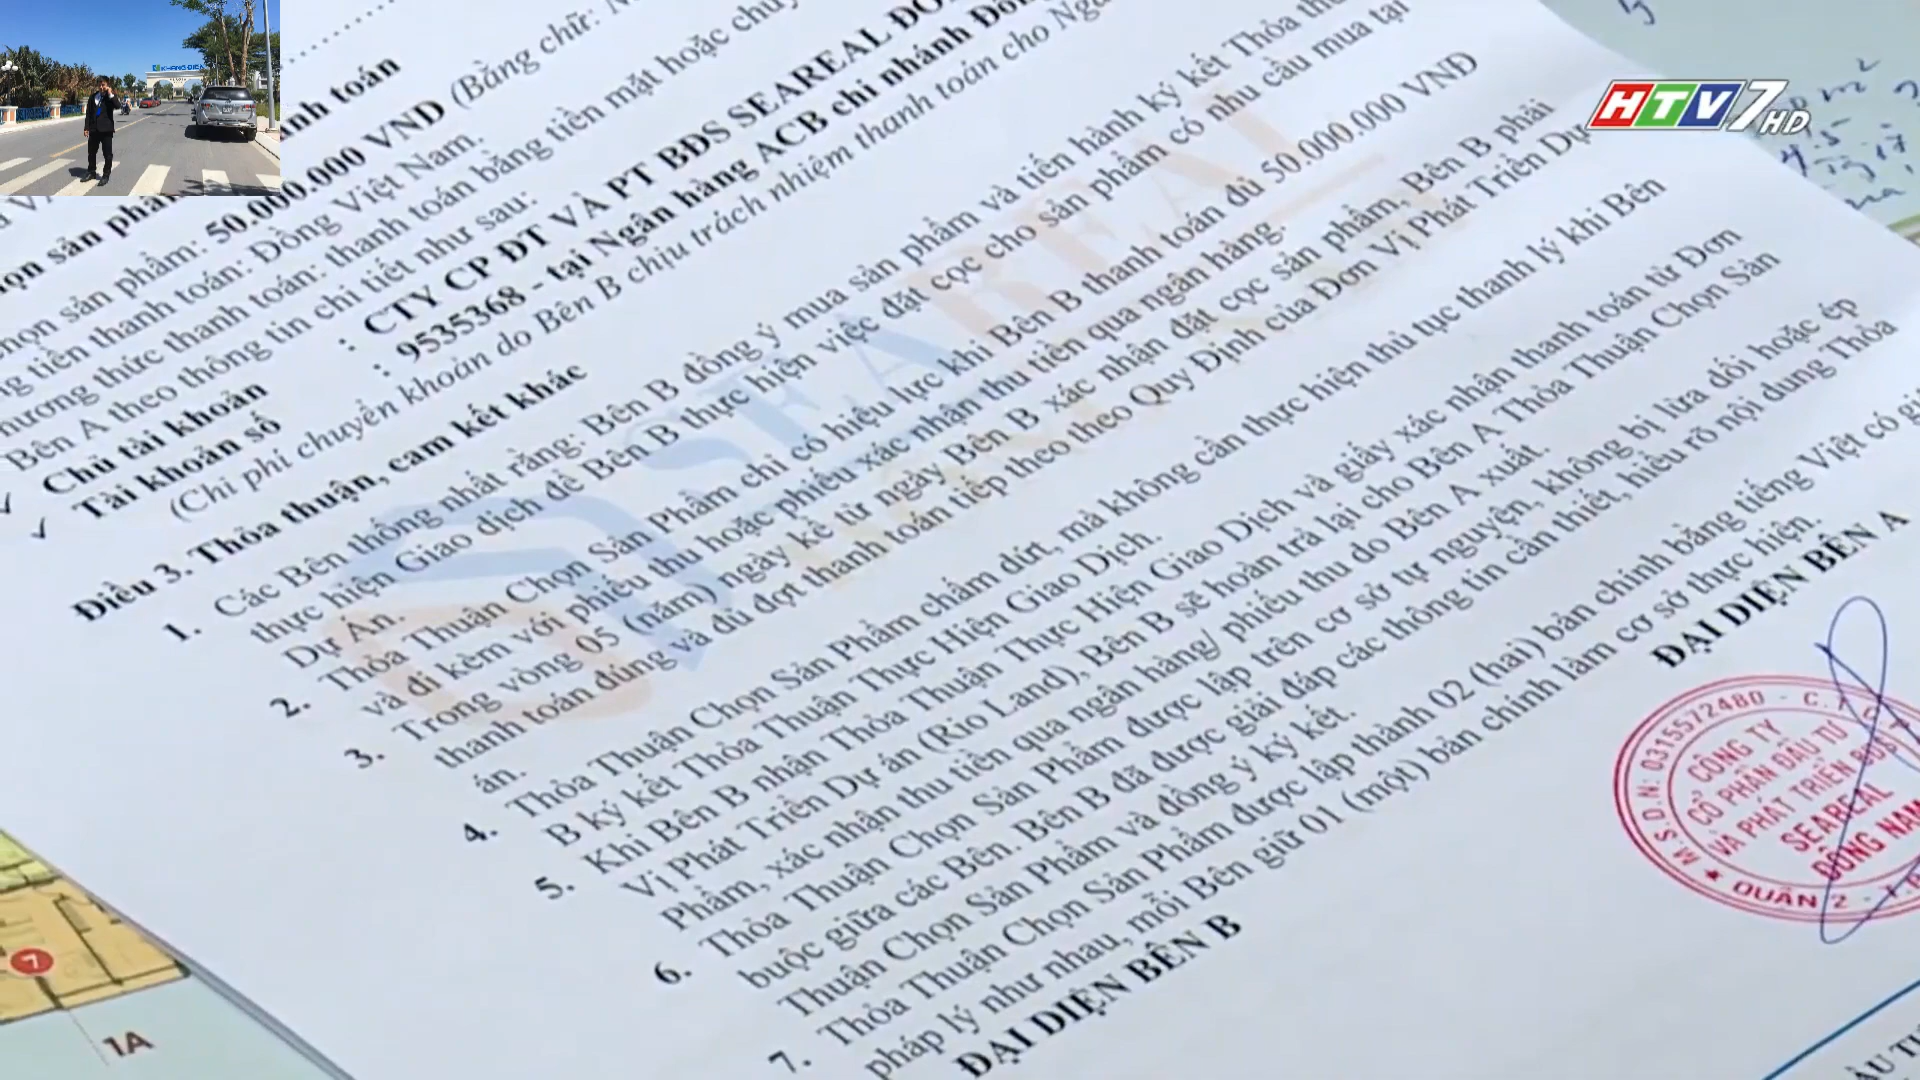 KHANG ĐIỀN
HTV7 HD
anh toán
ọn sản phẩm
chọn sản phẩm: 50.000.000 VND (Bằng chữ:
ng tiền thanh toán: Đồng Việt Nam.
hương thức thanh toán: thanh toán bằng tiền mặt hoặc
Bên A theo thông tin chi tiết như sau:
✓ Chủ tài khoản : CTY CP ĐT VÀ PT BĐS SEAREAL
✓ Tài khoản số : 9535368 - tại Ngân hàng ACB chi nhánh
(Chi phí chuyển khoản do Bên B chịu trách nhiệm thanh toán cho
Điều 3. Thỏa thuận, cam kết khác
1. Các Bên thống nhất rằng: Bên B đồng ý mua sản phẩm và tiến hành ký kết Thỏa
thực hiện Giao dịch để Bên B thực hiện việc đặt cọc cho sản phẩm có nhu cầu mua tại
Dự Án.
2. Thỏa Thuận Chọn Sản Phẩm chỉ có hiệu lực khi Bên B thanh toán đủ 50.000.000 VND
và đi kèm với phiếu thu hoặc phiếu xác nhận thu tiền qua ngân hàng.
3. Trong vòng 05 (năm) ngày kể từ ngày Bên B xác nhận đặt cọc sản phẩm, Bên B phải
thanh toán đúng và đủ đợt thanh toán tiếp theo theo Quy Định của Đơn Vị Phát Triển Dự
án.
4. Thỏa Thuận Chọn Sản Phẩm chấm dứt, mà không cần thực hiện thủ tục thanh lý khi Bên
B ký kết Thỏa Thuận Thực Hiện Giao Dịch.
5. Khi Bên B nhận Thỏa Thuận Thực Hiện Giao Dịch và giấy xác nhận thanh toán từ Đơn
Vị Phát Triển Dự án (Rio Land), Bên B sẽ hoàn trả lại cho Bên A Thỏa Thuận Chọn Sản
Phẩm, xác nhận thu tiền qua ngân hàng/ phiếu thu do Bên A xuất.
6. Thỏa Thuận Chọn Sản Phẩm được lập trên cơ sở tự nguyện, không bị lừa dối hoặc ép
buộc giữa các Bên. Bên B đã được giải đáp các thông tin cần thiết, hiểu rõ nội dung Thỏa
Thuận Chọn Sản Phẩm và đồng ý ký kết.
7. Thỏa Thuận Chọn Sản Phẩm được lập thành 02 (hai) bản chính bằng tiếng Việt có
pháp lý như nhau, mỗi Bên giữ 01 (một) bản chính làm cơ sở thực hiện.
ĐẠI DIỆN BÊN B
ĐẠI DIỆN BÊN A
SEAREAL
M.S.D.N: 0315572480 - C.T.C
CÔNG TY
CỔ PHẦN ĐẦU TƯ
VÀ PHÁT TRIỂN BĐS
SEAREAL
ĐÔNG NAM
★ QUẬN 2 - T.
7
1A